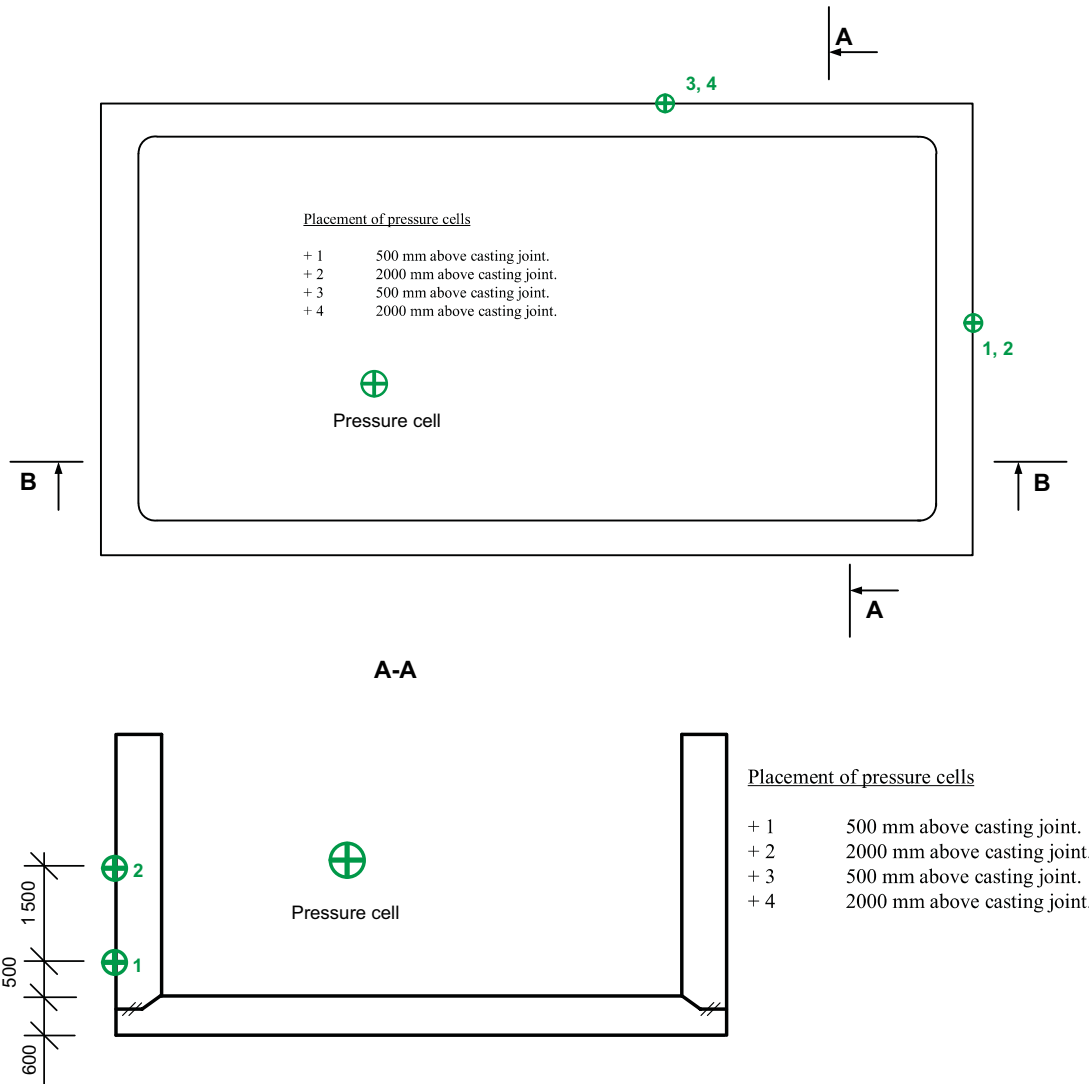 A
3, 4
Placement of pressure cells
+ 1 500 mm above casting joint.
+ 2 2000 mm above casting joint.
+ 3 500 mm above casting joint.
+ 4 2000 mm above casting joint.
1, 2
Pressure cell
B
B
A
A-A
Placement of pressure cells
+ 1 500 mm above casting joint.
+ 2 2000 mm above casting joint.
+ 3 500 mm above casting joint.
+ 4 2000 mm above casting joint.
2
1 500
Pressure cell
1
500
600